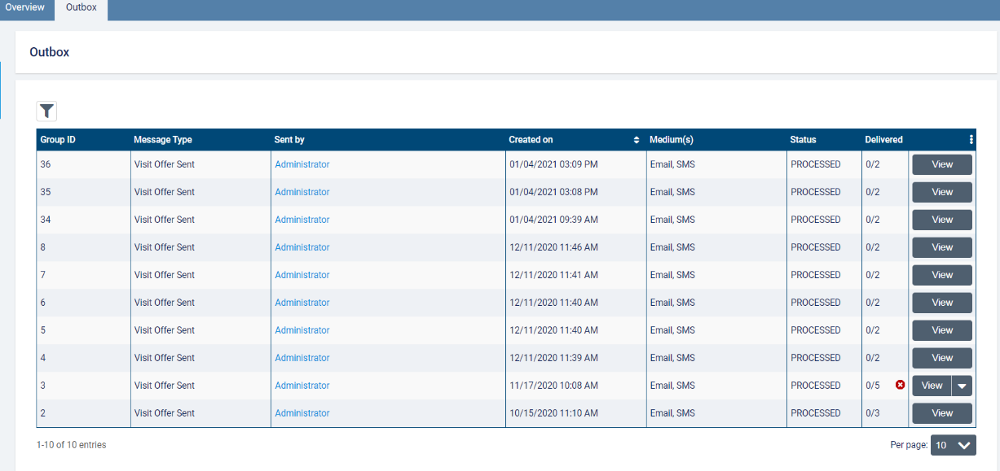 Overview Outbox
Outbox
Group ID Message Type Sent by Created on Medium(s) Status Delivered
36 Visit Offer Sent Administrator 01/04/2021 03:09 PM Email, SMS PROCESSED 0/2 View
35 Visit Offer Sent Administrator 01/04/2021 03:08 PM Email, SMS PROCESSED 0/2 View
34 Visit Offer Sent Administrator 01/04/2021 09:39 AM Email, SMS PROCESSED 0/2 View
8 Visit Offer Sent Administrator 12/11/2020 11:46 AM Email, SMS PROCESSED 0/2 View
7 Visit Offer Sent Administrator 12/11/2020 11:41 AM Email, SMS PROCESSED 0/2 View
6 Visit Offer Sent Administrator 12/11/2020 11:40 AM Email, SMS PROCESSED 0/2 View
5 Visit Offer Sent Administrator 12/11/2020 11:40 AM Email, SMS PROCESSED 0/2 View
4 Visit Offer Sent Administrator 12/11/2020 11:39 AM Email, SMS PROCESSED 0/2 View
3 Visit Offer Sent Administrator 11/17/2020 10:08 AM Email, SMS PROCESSED 0/5 View
2 Visit Offer Sent Administrator 10/15/2020 11:10 AM Email, SMS PROCESSED 0/3 View
1-10 of 10 entries Per page: 10